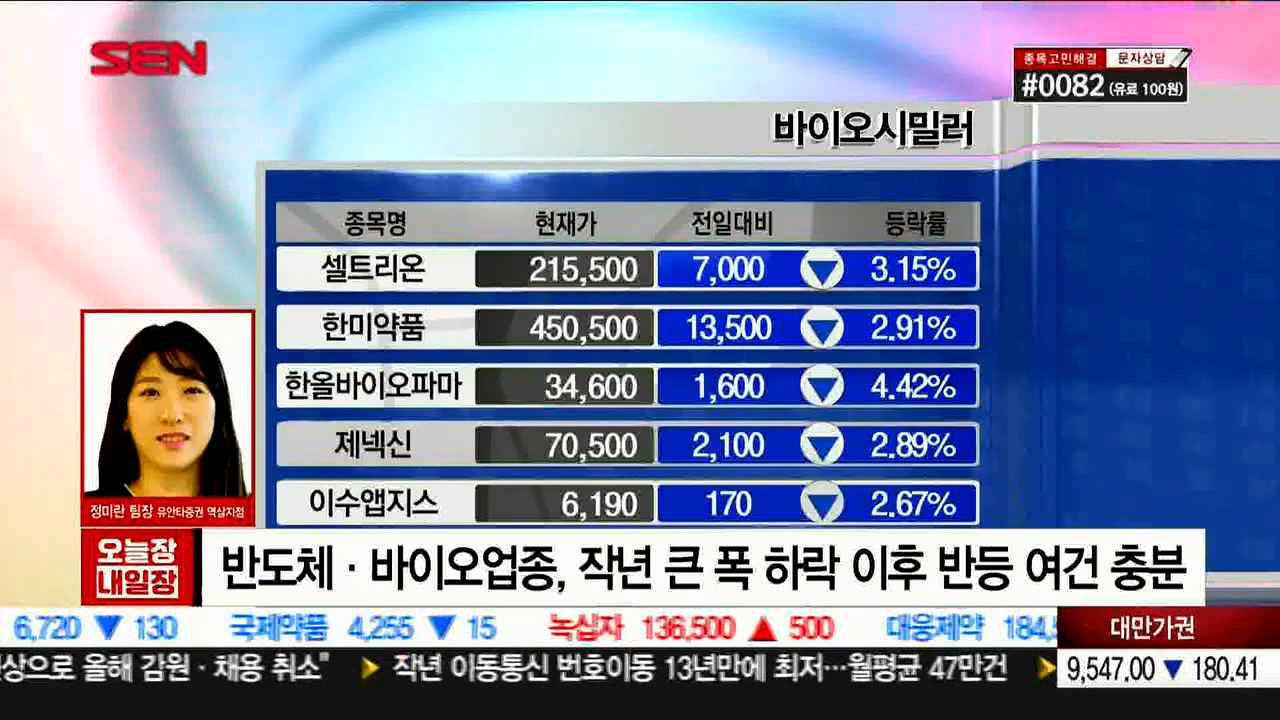 SEN
종목고민해결 문자상담
#0082 (유료 100원)
바이오시밀러
종목명 현재가 전일대비 등락률
셀트리온 215,500 7,000 ▼ 3.15%
한미약품 450,500 13,500 ▼ 2.91%
한올바이오파마 34,600 1,600 ▼ 4.42%
제넥신 70,500 2,100 ▼ 2.89%
이수앱지스 6,190 170 ▼ 2.67%
정미란 팀장 유안타증권 역삼지점
오늘장
내일장
반도체·바이오업종, 작년 큰 폭 하락 이후 반등 여건 충분
6,720 ▼ 130 국제약품 4,255 ▼ 15 녹십자 136,500 ▲ 500 대웅제약 184,5
대만가권
상으로 올해 감원·채용 취소" ▶ 작년 이동통신 번호이동 13년만에 최저…월평균 47만건 ▶
9,547.00 ▼ 180.41